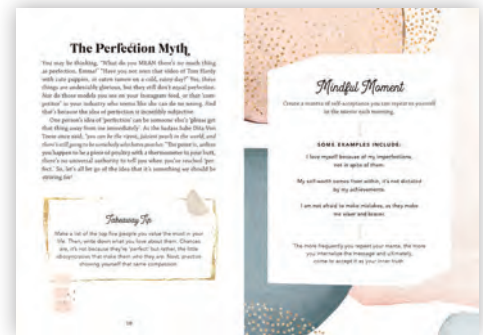 The Perfection Myth
You may be thinking, "What do you MEAN there's no such thing
as perfection, Emma? "Have you not seen that video of Tom Hardy
with cute puppies, or eaten ramen on a cold, rainy day?" Yes, these
things are undeniably glorious, but they still don't equal perfection.
Nor do those models you see on your Instagram feed, or that 'com-
petitor' in your industry who seems like she can do no wrong. And
that's because the idea of perfection is incredibly subjective.
One person's idea of 'perfection' can be someone else's 'please get
that thing away from me immediately'. As the badass babe Dita Von
Teese once said, "you can be the ripest, juiciest peach in the world, and
there's still going to be somebody who hates peaches." The point is, unless
you happen to be a piece of poultry with a thermometer in your butt,
there's no universal authority to tell you when you've reached 'per-
fect'. So, let's all let go of the idea that it's something we should be
striving for!
Takeaway Tip
Make a list of the top five people you value the most in your
life. Then, write down what you love about them. Chances
are, it's not because they're 'perfect' but rather, the little
idiosyncrasies that make them who they are. Next, practice
showing yourself that same compassion.
Mindful Moment
Create a mantra of self-acceptance you can repeat to yourself
in the mirror each morning.
SOME EXAMPLES INCLUDE:
I love myself because of my imperfections,
not in spite of them.
My self-worth comes from within, it's not dictated
by my achievements.
I am not afraid to make mistakes, as they make
me wiser and braver.
The more frequently you repeat your mantra, the more
you internalize the message and ultimately,
come to accept it as your inner truth.